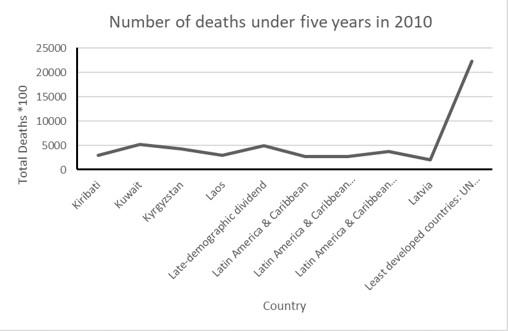 Number of deaths under five years in 2010
Total Deaths *100
25000
20000
15000
10000
5000
0
Kiribati
Kuwait
Kyrgyzstan
Laos
Late-demographic dividend
Latin America & Caribbean
Latin America & Caribbean...
Latin America & Caribbean...
Latvia
Least developed countries: UN...
Country